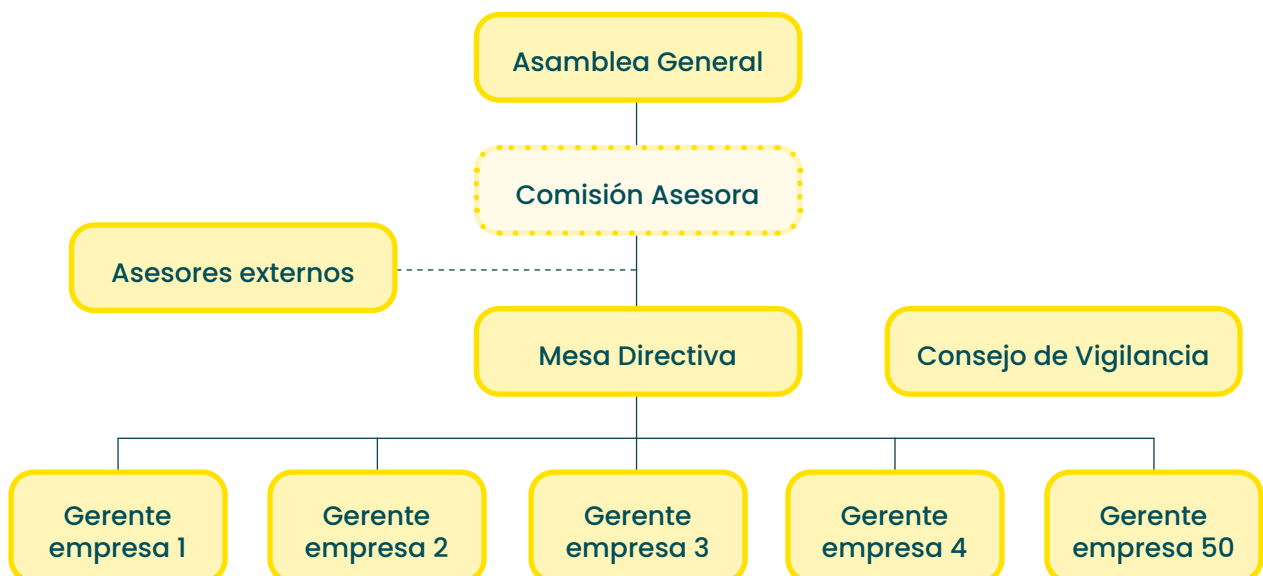 Asamblea General
Comisión Asesora
Asesores externos
Mesa Directiva
Consejo de Vigilancia
Gerente
empresa 1
Gerente
empresa 2
Gerente
empresa 3
Gerente
empresa 4
Gerente
empresa 50